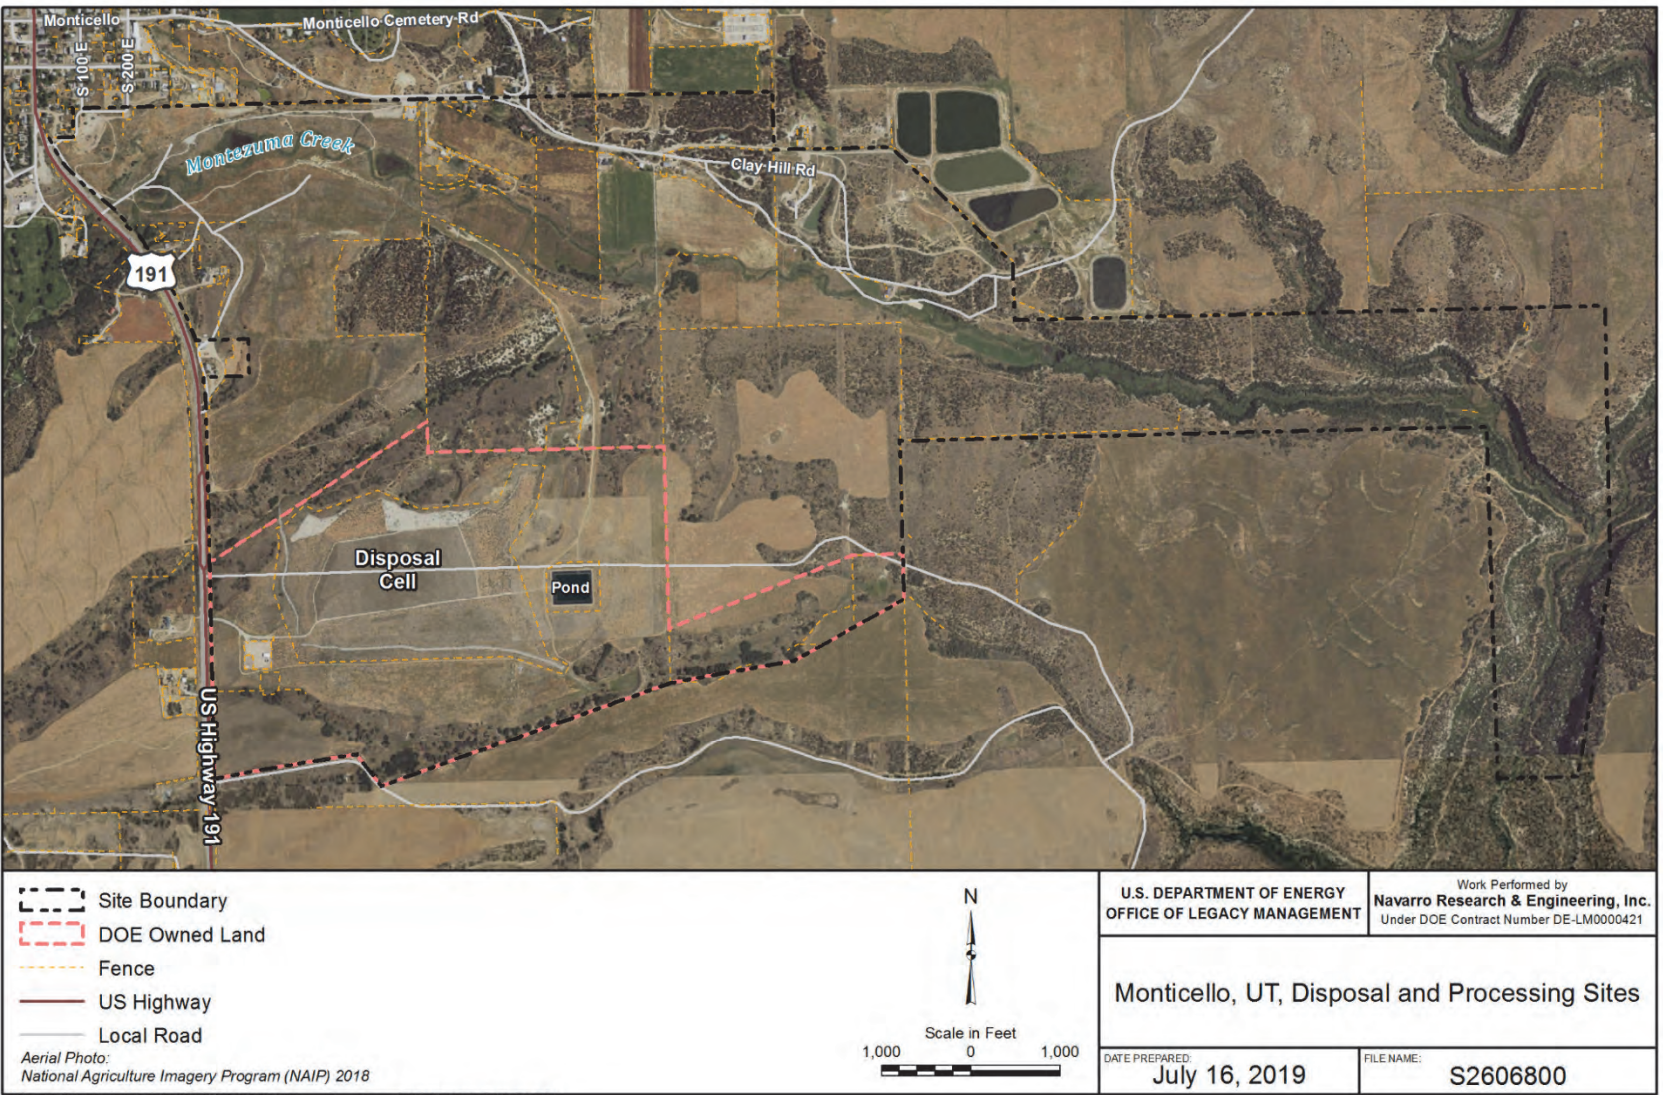 Monticello
Monticello Cemetery Rd
S 100 E
S 200 E
Montezuma Creek
Clay Hill Rd
191
Disposal
Cell
Pond
US Highway 191
Site Boundary
DOE Owned Land
Fence
US Highway
Local Road
Aerial Photo:
National Agriculture Imagery Program (NAIP) 2018
N
Scale in Feet
1,000 0 1,000
U.S. DEPARTMENT OF ENERGY
OFFICE OF LEGACY MANAGEMENT
Work Performed by
Navarro Research & Engineering, Inc.
Under DOE Contract Number DE-LM0000421
Monticello, UT, Disposal and Processing Sites
DATE PREPARED:
July 16, 2019
FILE NAME:
S2606800